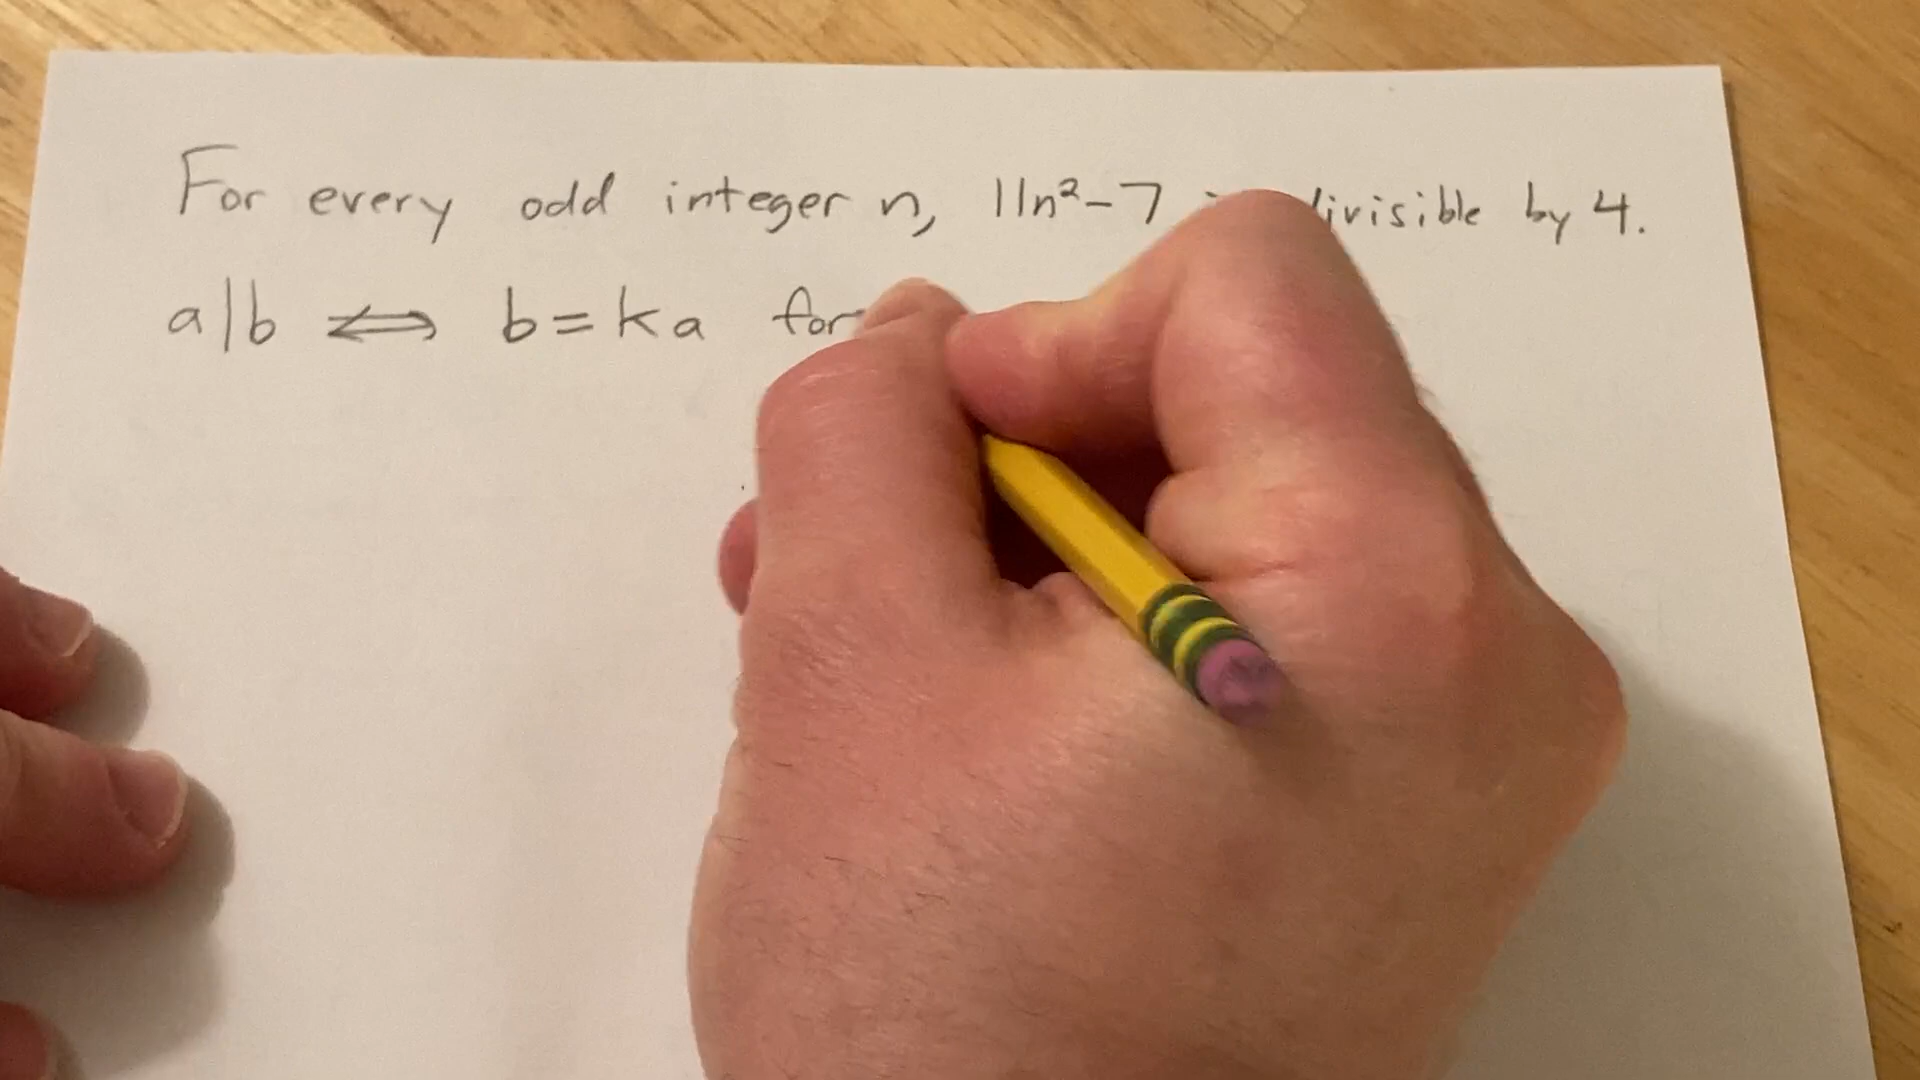 For every odd integer n, 11n²-7 divisible by 4.
a|b ⟺ b=ka for